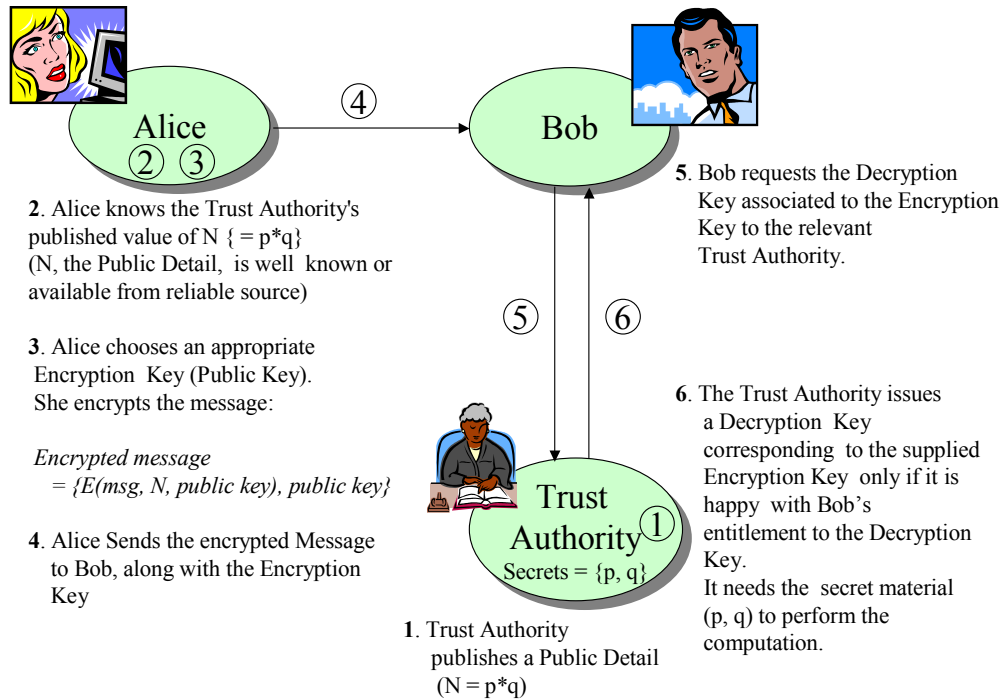 ④
Alice
② ③
Bob
2. Alice knows the Trust Authority's
published value of N { = p*q}
(N, the Public Detail, is well known or
available from reliable source)
3. Alice chooses an appropriate
Encryption Key (Public Key).
She encrypts the message:
Encrypted message
= {E(msg, N, public key), public key}
4. Alice Sends the encrypted Message
to Bob, along with the Encryption
Key
5. Bob requests the Decryption
Key associated to the Encryption
Key to the relevant
Trust Authority.
⑤
⑥
6. The Trust Authority issues
a Decryption Key
corresponding to the supplied
Encryption Key only if it is
happy with Bob’s
entitlement to the Decryption
Key.
It needs the secret material
(p, q) to perform the
computation.
Trust
Authority ①
Secrets = {p, q}
1. Trust Authority
publishes a Public Detail
(N = p*q)